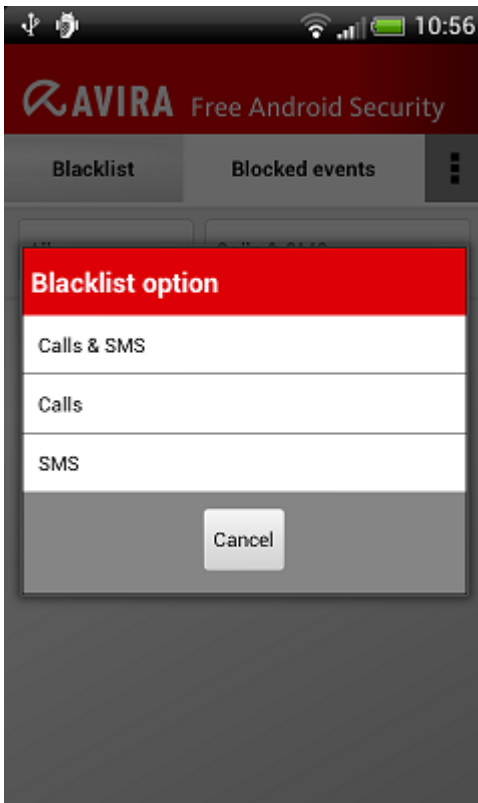 10:56
AVIRA Free Android Security
Blacklist Blocked events
Blacklist option
Calls & SMS
Calls
SMS
Cancel